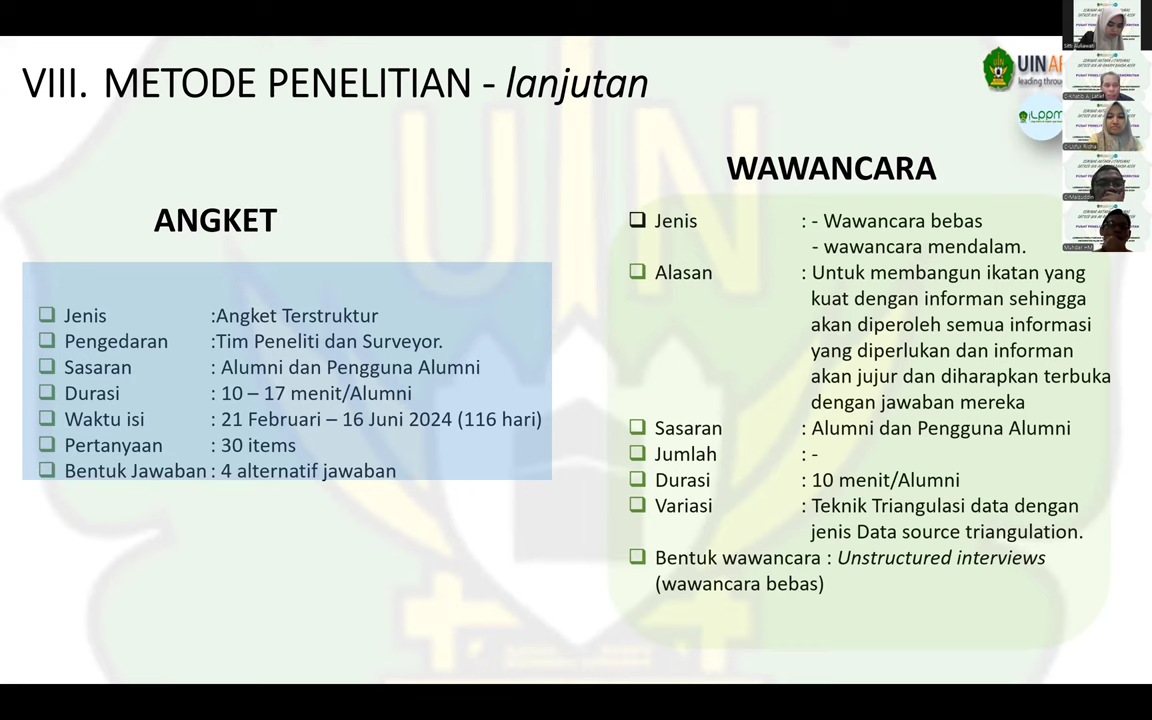 VIII. METODE PENELITIAN - lanjutan
UINAR
leading throu
LPPM
ANGKET
Jenis :Angket Terstruktur
Pengedaran :Tim Peneliti dan Surveyor.
Sasaran : Alumni dan Pengguna Alumni
Durasi : 10 – 17 menit/Alumni
Waktu isi : 21 Februari – 16 Juni 2024 (116 hari)
Pertanyaan : 30 items
Bentuk Jawaban : 4 alternatif jawaban
WAWANCARA
Jenis : - Wawancara bebas
- wawancara mendalam.
Alasan : Untuk membangun ikatan yang
kuat dengan informan sehingga
akan diperoleh semua informasi
yang diperlukan dan informan
akan jujur dan diharapkan terbuka
dengan jawaban mereka
Sasaran : Alumni dan Pengguna Alumni
Jumlah : -
Durasi : 10 menit/Alumni
Variasi : Teknik Triangulasi data dengan
jenis Data source triangulation.
Bentuk wawancara : Unstructured interviews
(wawancara bebas)
UIN